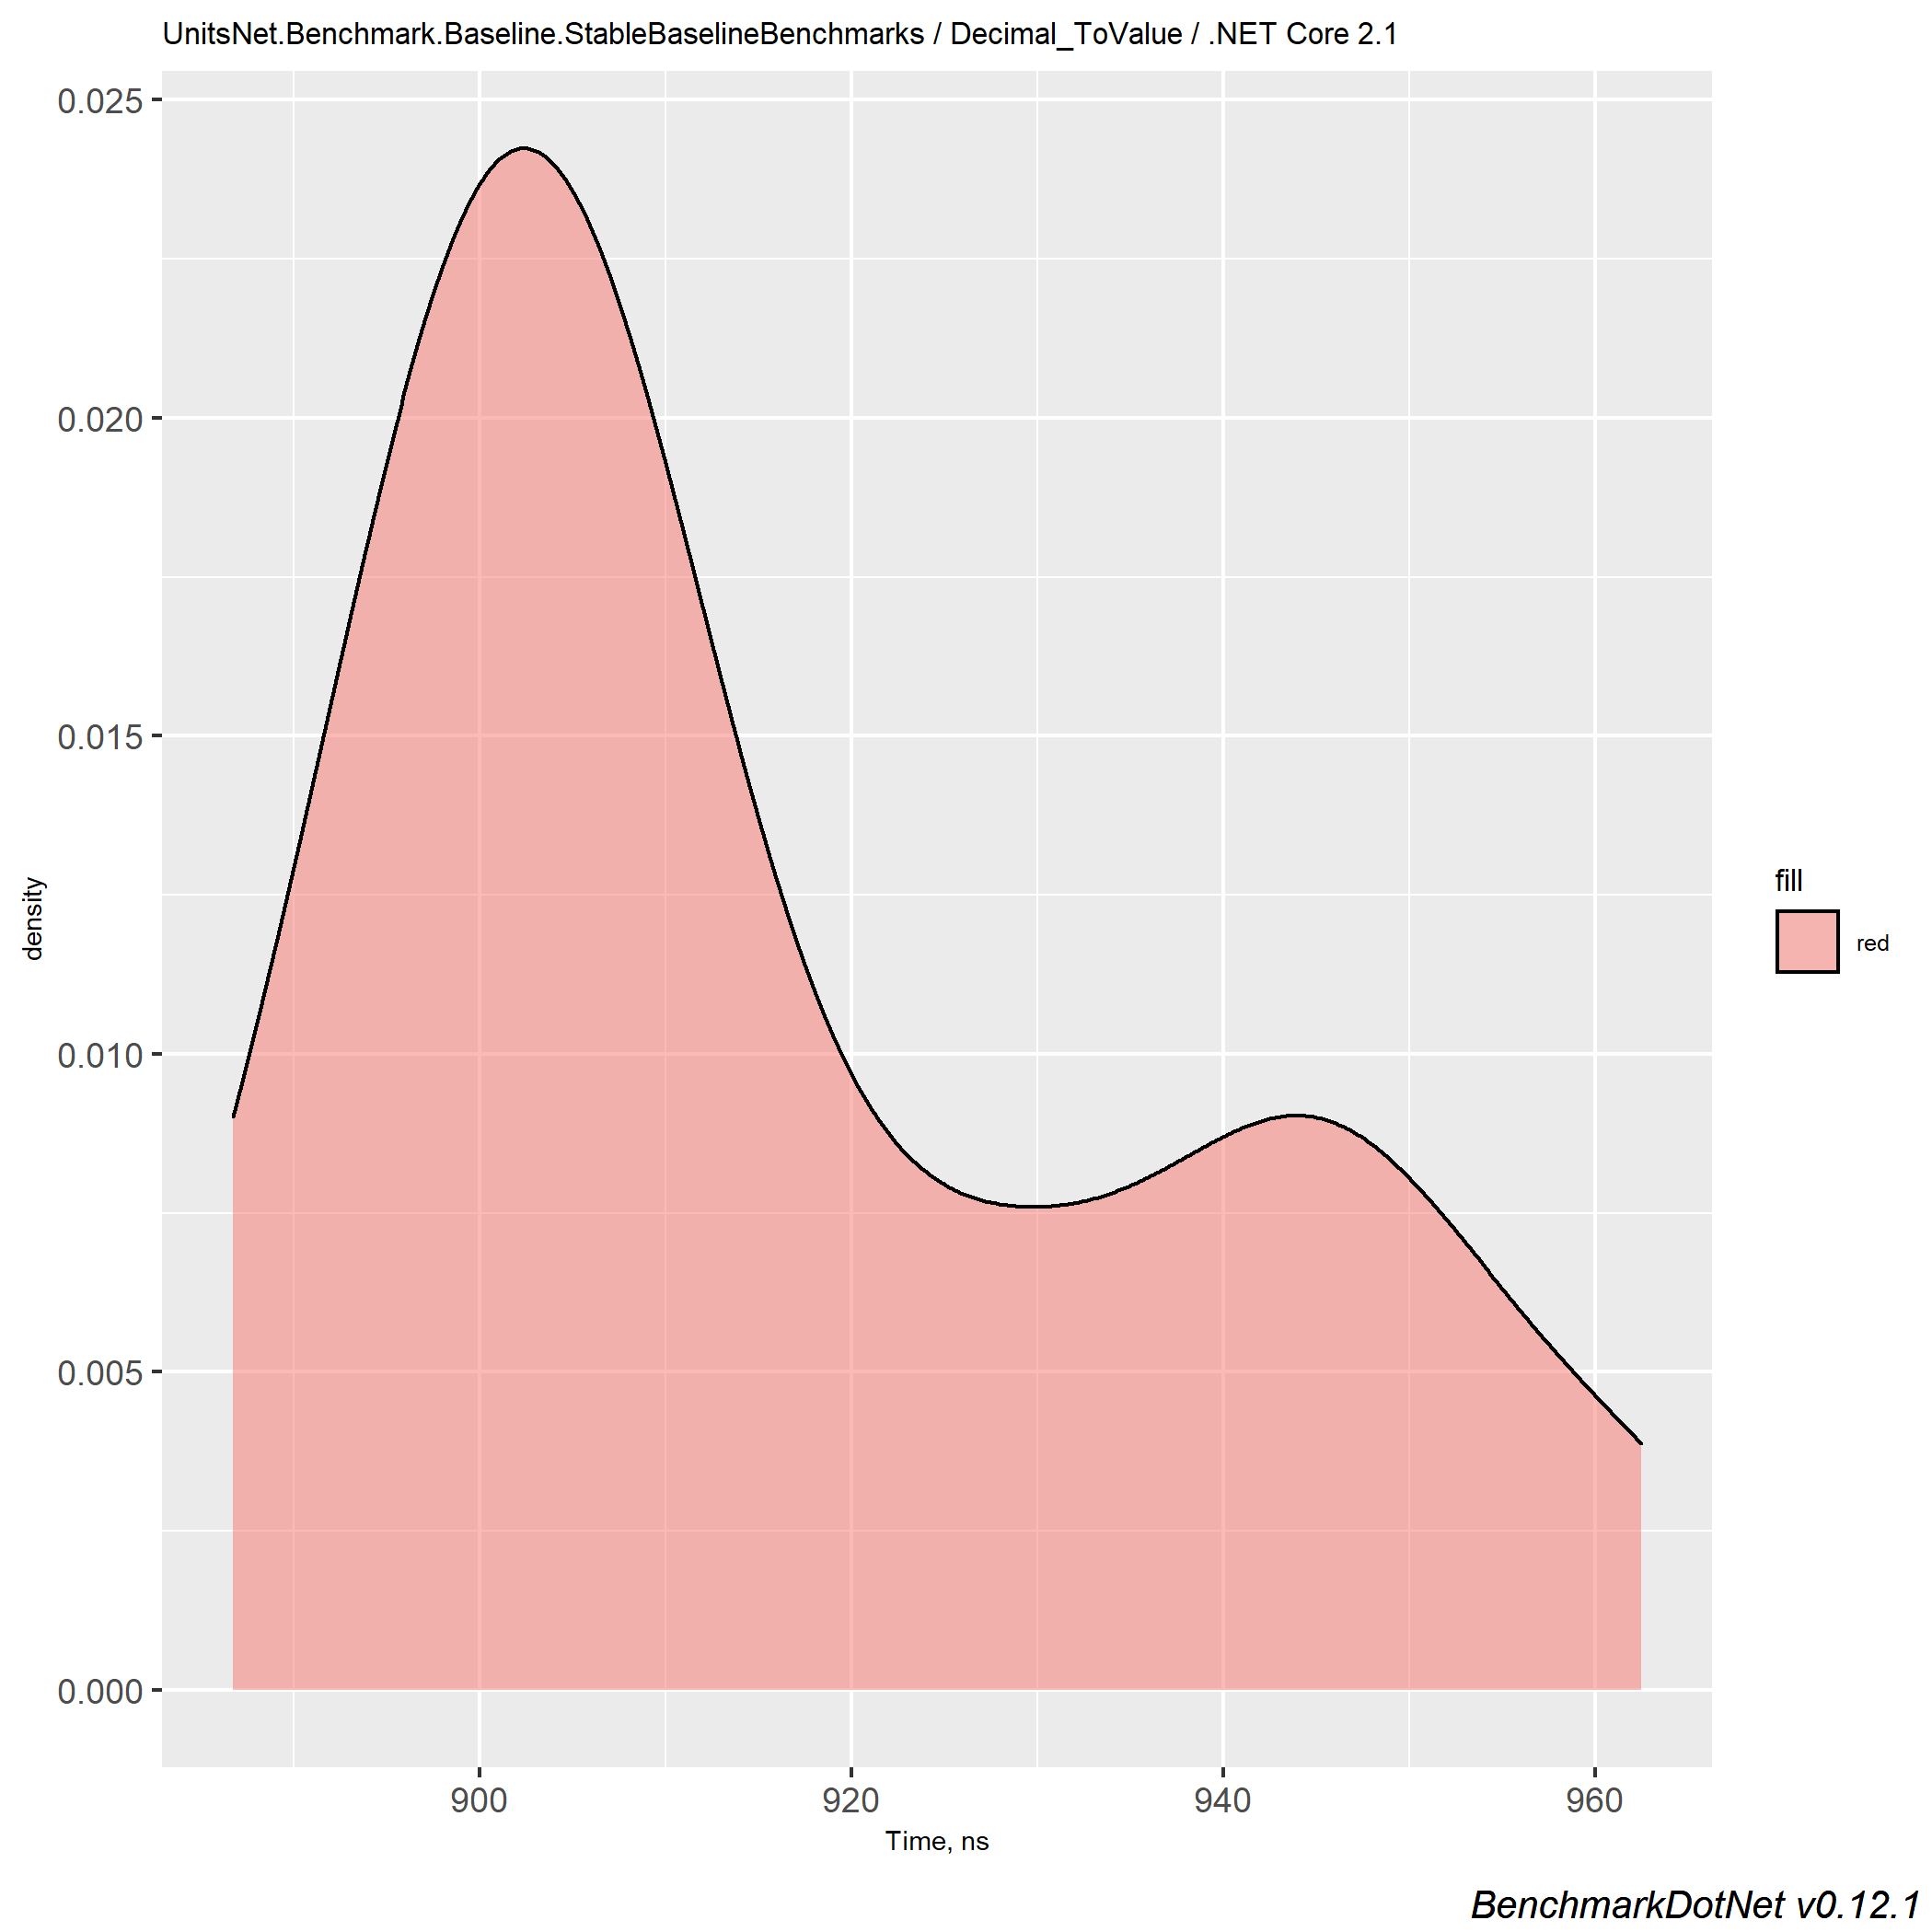 UnitsNet.Benchmark.Baseline.StableBaselineBenchmarks / Decimal_ToValue / .NET Core 2.1
0.025
0.020
0.015
0.010
0.005
0.000
density
900 920 940 960
Time, ns
fill
red
BenchmarkDotNet v0.12.1